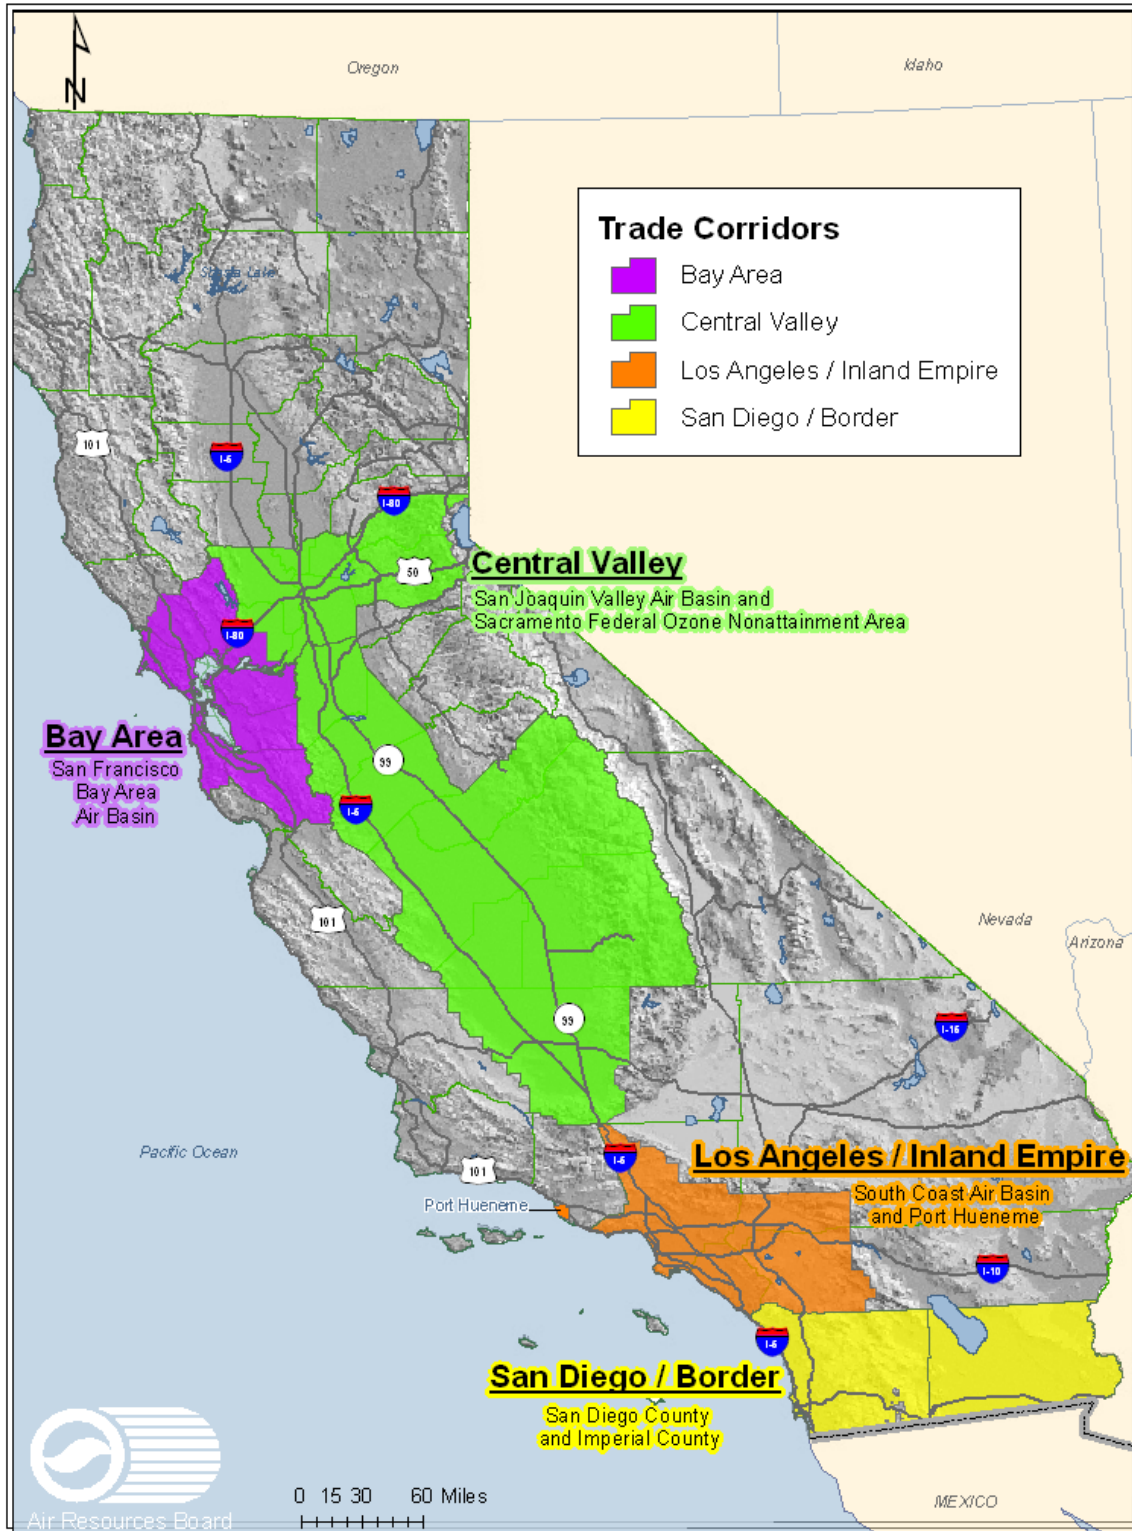 N
Oregon
Idaho
Trade Corridors
Bay Area
Central Valley
Los Angeles / Inland Empire
San Diego / Border
Shasta Lake
101
I-5
I-80
50
Central Valley
San Joaquin Valley Air Basin and
Sacramento Federal Ozone Nonattainment Area
I-80
Bay Area
San Francisco
Bay Area
Air Basin
99
I-5
101
Nevada
Arizona
99
I-15
Pacific Ocean
I-5
Los Angeles / Inland Empire
South Coast Air Basin
and Port Hueneme
101
Port Hueneme
I-10
I-5
San Diego / Border
San Diego County
and Imperial County
0 15 30 60 Miles
MEXICO
Air Resources Board